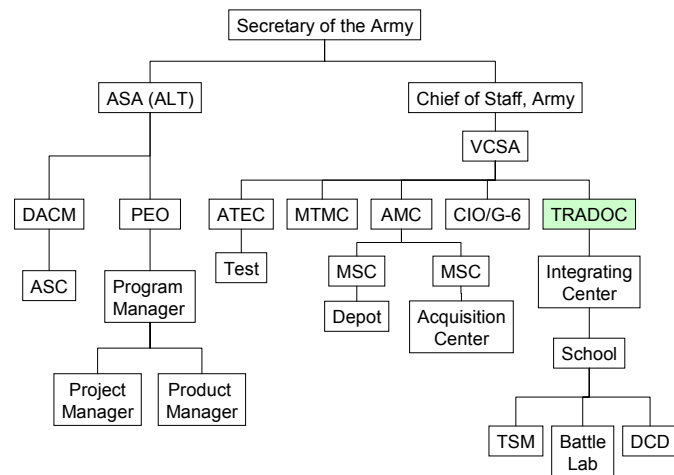 Secretary of the Army
ASA (ALT)
Chief of Staff, Army
VCSA
DACM
PEO
ATEC
MTMC
AMC
CIO/G-6
TRADOC
ASC
Program
Manager
Test
MSC
MSC
Integrating
Center
Depot
Acquisition
Center
School
Project
Manager
Product
Manager
TSM
Battle
Lab
DCD